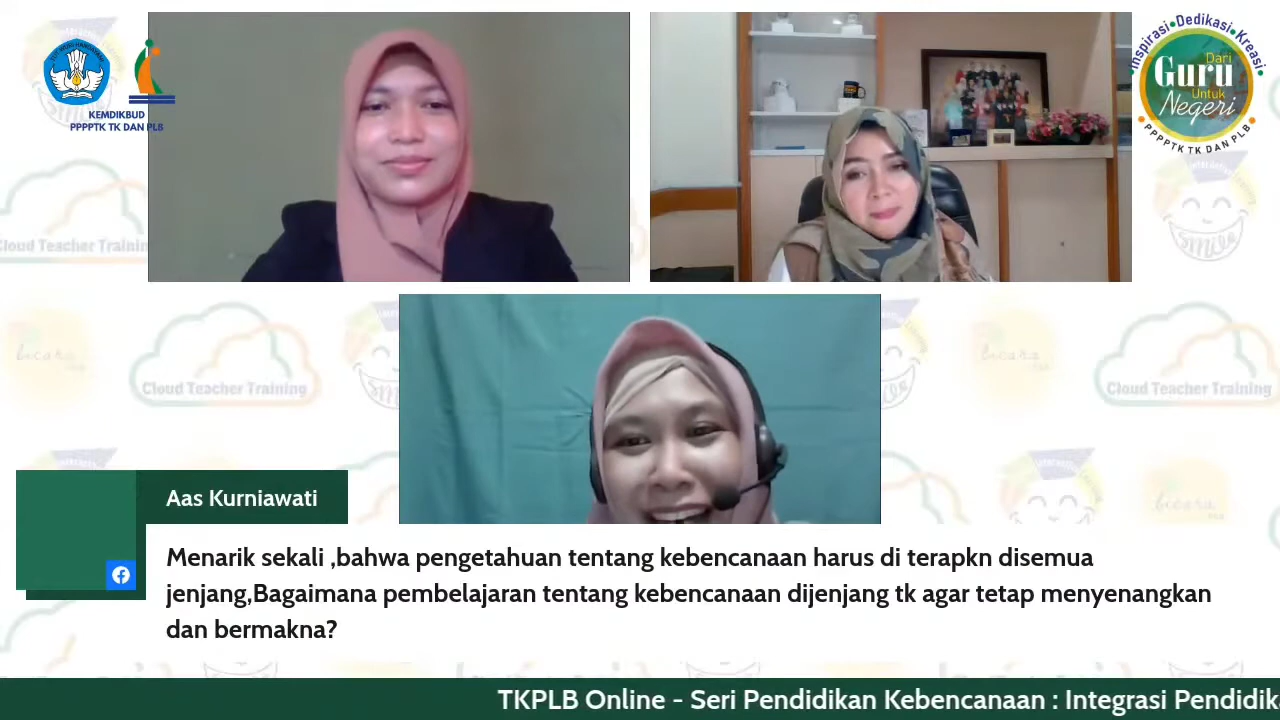 KEMDIKBUD
PPPPTK TK DAN PLB
Inspirasi•Dedikasi•Kreasi
Dari
Guru
Untuk
Negeri
PPPPTK TK DAN PLB
Cloud Teacher Training
smile
Cloud Teacher Training
Cloud Teacher Training
bicara
Aas Kurniawati
Menarik sekali ,bahwa pengetahuan tentang kebencanaan harus di terapkn disemua
jenjang,Bagaimana pembelajaran tentang kebencanaan dijenjang tk agar tetap menyenangkan
dan bermakna?
TKPLB Online - Seri Pendidikan Kebencanaan : Integrasi Pendidik